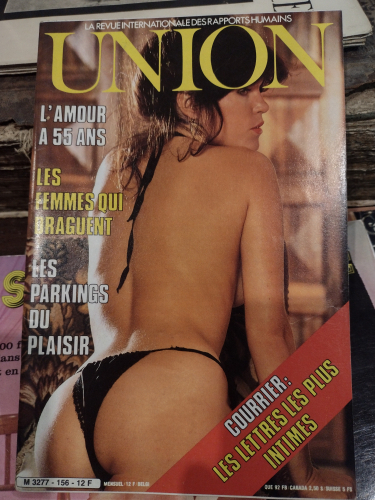 LA REVUE INTERNATIONALE DES RAPPORTS HUMAINS
UNION
L'AMOUR
A 55 ANS
LES
FEMMES QUI
DRAGUENT
LES
PARKINGS
DU
PLAISIR
COURRIER:
LES LETTRES LES PLUS
INTIMES
M 3277 - 156 - 12 F
MENSUEL
S